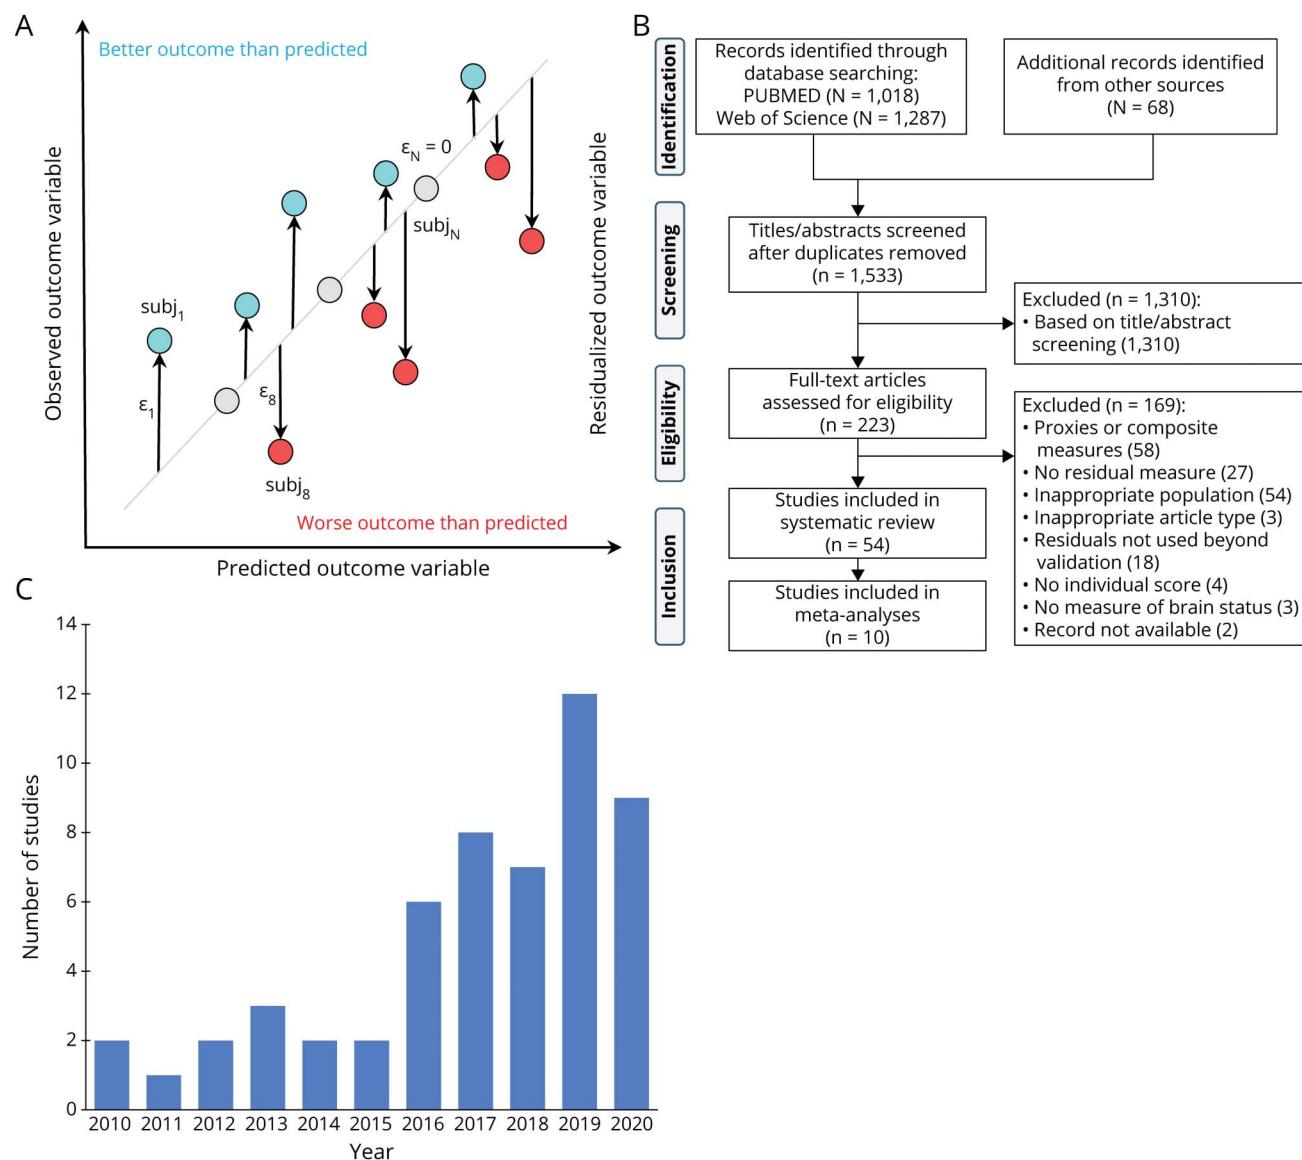 A
Better outcome than predicted
Observed outcome variable
Residualized outcome variable
subj1
ε1
ε8
subj8
εN = 0
subjN
Worse outcome than predicted
Predicted outcome variable
B
Identification
Records identified through
database searching:
PUBMED (N = 1,018)
Web of Science (N = 1,287)
Additional records identified
from other sources
(N = 68)
Screening
Titles/abstracts screened
after duplicates removed
(n = 1,533)
Excluded (n = 1,310):
• Based on title/abstract
screening (1,310)
Eligibility
Full-text articles
assessed for eligibility
(n = 223)
Excluded (n = 169):
• Proxies or composite
measures (58)
• No residual measure (27)
• Inappropriate population (54)
• Inappropriate article type (3)
• Residuals not used beyond
validation (18)
• No individual score (4)
• No measure of brain status (3)
• Record not available (2)
Inclusion
Studies included in
systematic review
(n = 54)
Studies included in
meta-analyses
(n = 10)
C
Number of studies
14
12
10
8
6
4
2
0
2010 2011 2012 2013 2014 2015 2016 2017 2018 2019 2020
Year